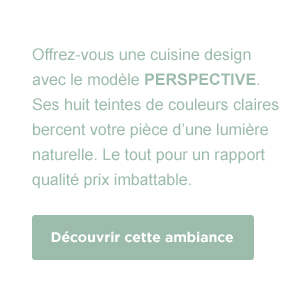 Offrez-vous une cuisine design
avec le modèle PERSPECTIVE.
Ses huit teintes de couleurs claires
bercent votre pièce d’une lumière
naturelle. Le tout pour un rapport
qualité prix imbattable.
Découvrir cette ambiance